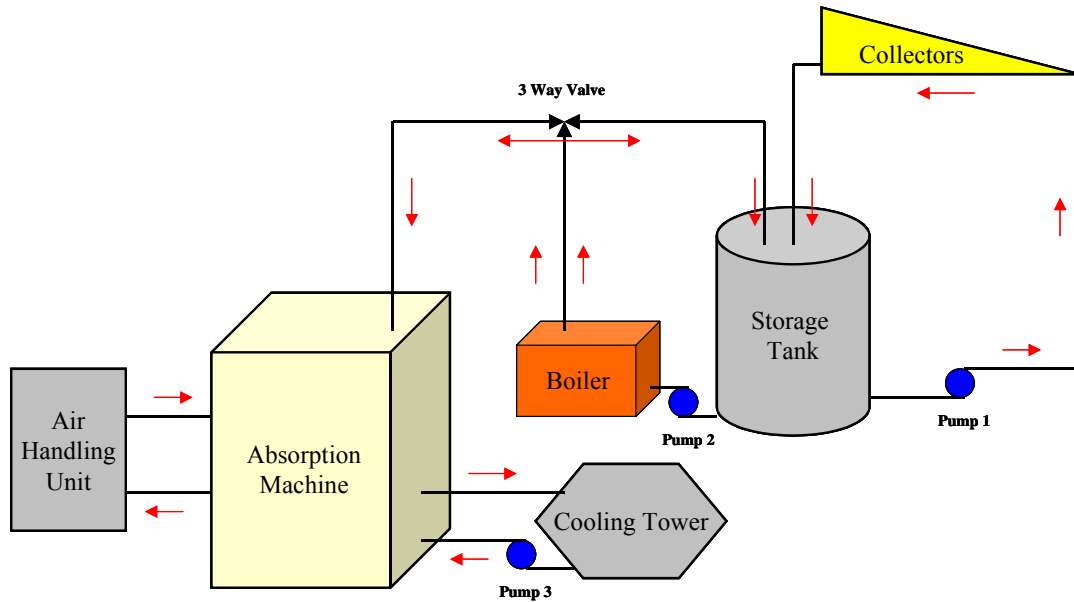 Collectors
3 Way Valve
Storage
Tank
Boiler
Pump 1
Pump 2
Air
Handling
Unit
Absorption
Machine
Cooling Tower
Pump 3